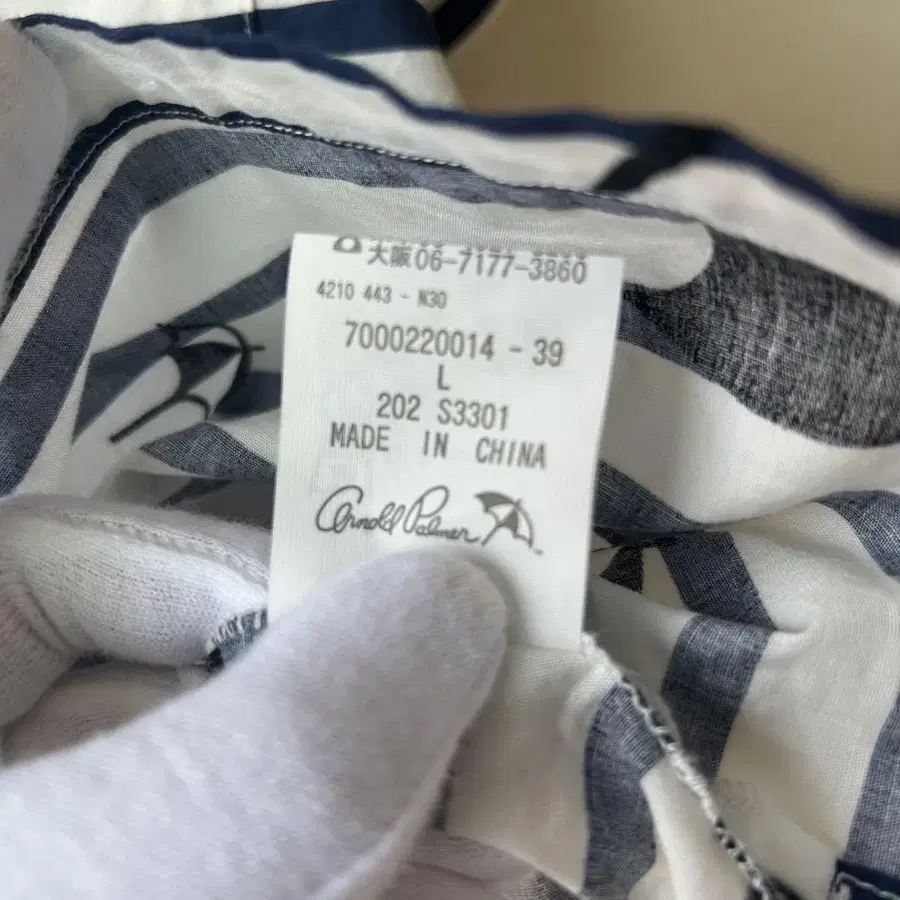 大阪06-7177-3860
4210 443 - N30
7000220014 - 39
L
202 S3301
MADE IN CHINA
Arnold Palmer